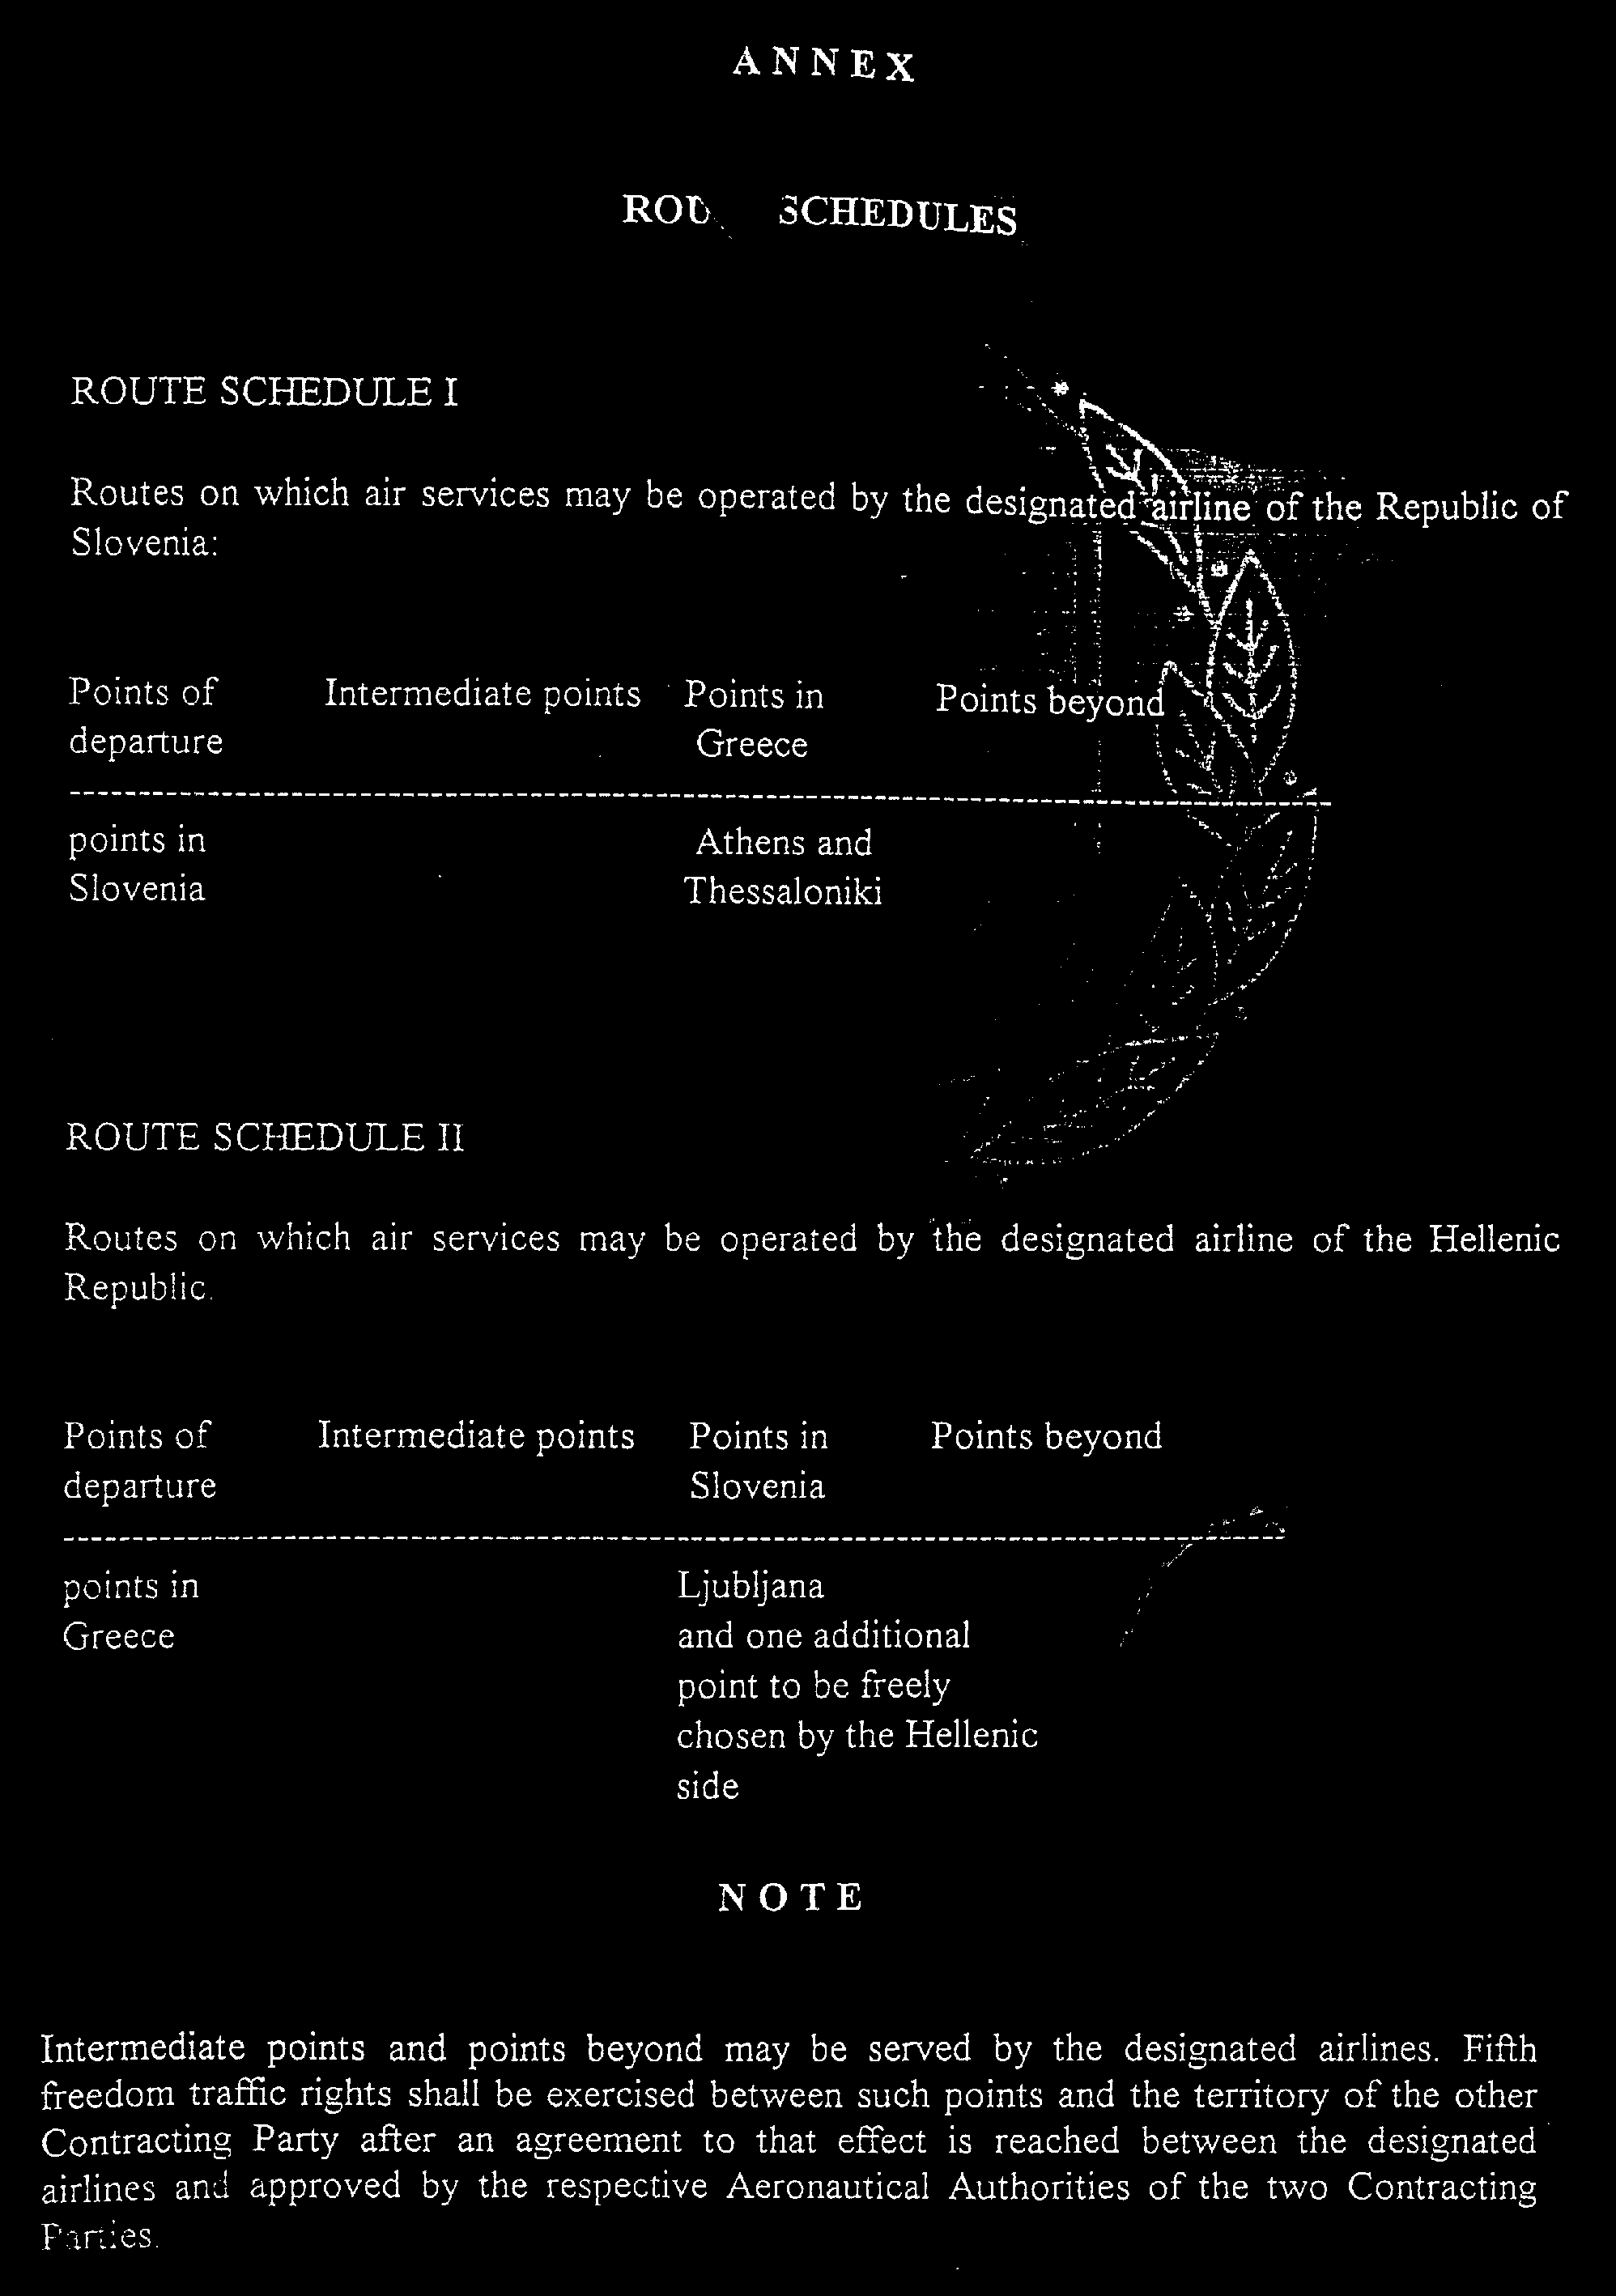 ANNEX
SCHEDULES
ROUTE SCHEDULE I
Routes on which air services may be operated by the designated airline of the Republic of
Slovenia:
Points of Intermediate points Points in Points beyond
departure Greece
points in Athens and
Slovenia Thessaloniki
ROUTE SCHEDULE II
Routes on which air services may be operated by the designated airline of the Hellenic
Republic.
Points of Intermediate points Points in Points beyond
departure Slovenia
points in Ljubljana
Greece and one additional
point to be freely
chosen by the Hellenic
side
NOTE
Intermediate points and points beyond may be served by the designated airlines. Fifth
freedom traffic rights shall be exercised between such points and the territory of the other
Contracting Party after an agreement to that effect is reached between the designated
airlines and approved by the respective Aeronautical Authorities of the two Contracting
Parties.